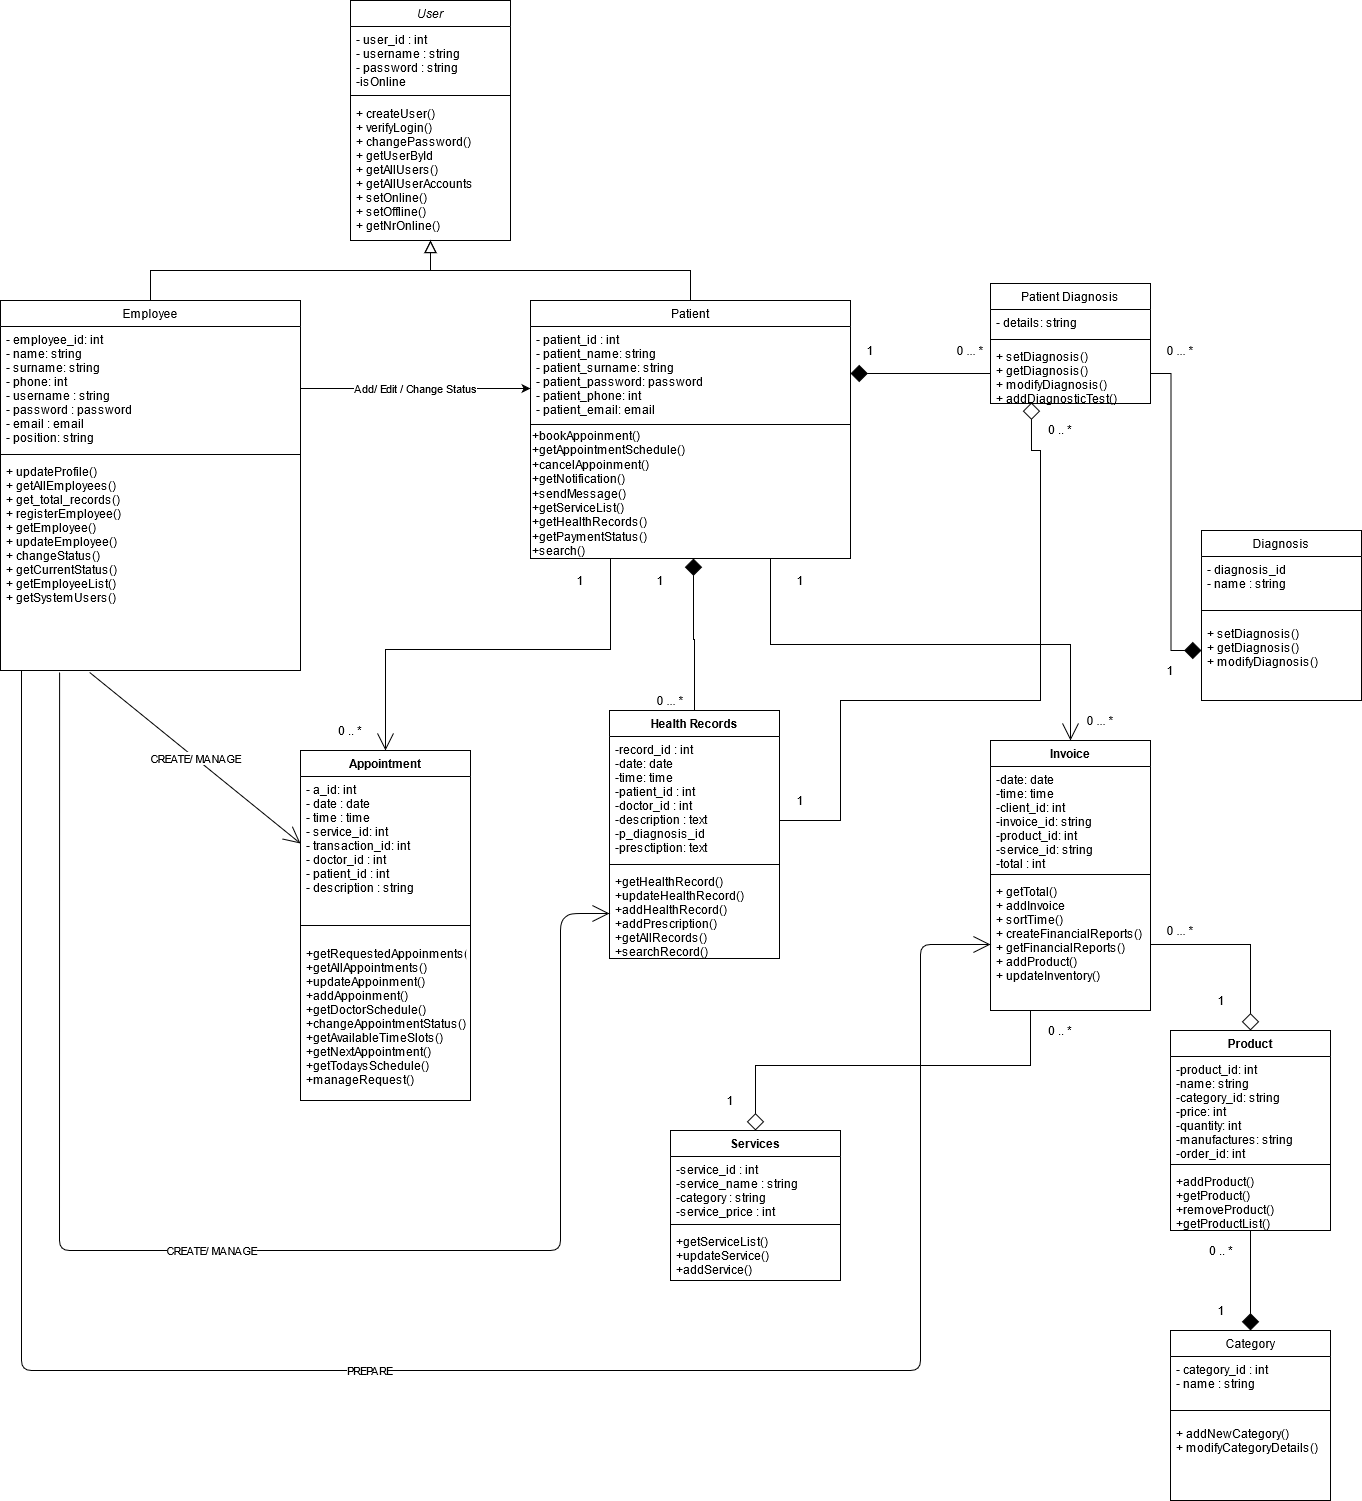 User
- user_id : int
- username : string
- password : string
-isOnline
+ createUser()
+ verifyLogin()
+ changePassword()
+ getUserById
+ getAllUsers()
+ getAllUserAccounts
+ setOnline()
+ setOffline()
+ getNrOnline()
Employee
- employee_id: int
- name: string
- surname: string
- phone: int
- username : string
- password : password
- email : email
- position: string
+ updateProfile()
+ getAllEmployees()
+ get_total_records()
+ registerEmployee()
+ getEmployee()
+ updateEmployee()
+ changeStatus()
+ getCurrentStatus()
+ getEmployeeList()
+ getSystemUsers()
Add/ Edit / Change Status
Patient
- patient_id : int
- patient_name: string
- patient_surname: string
- patient_password: password
- patient_phone: int
- patient_email: email
+bookAppoinment()
+getAppointmentSchedule()
+cancelAppoinment()
+getNotification()
+sendMessage()
+getServiceList()
+getHealthRecords()
+getPaymentStatus()
+search()
1
0 ... *
Patient Diagnosis
- details: string
+ setDiagnosis()
+ getDiagnosis()
+ modifyDiagnosis()
+ addDiagnosticTest()
0 ... *
0 .. *
Diagnosis
- diagnosis_id
- name : string
+ setDiagnosis()
+ getDiagnosis()
+ modifyDiagnosis()
1
1
1
1
0 .. *
0 ... *
0 ... *
CREATE/ MANAGE
Appointment
- a_id: int
- date : date
- time : time
- service_id: int
- transaction_id: int
- doctor_id : int
- patient_id : int
- description : string
+getRequestedAppoinments(
+getAllAppointments()
+updateAppoinment()
+addAppoinment()
+getDoctorSchedule()
+changeAppointmentStatus()
+getAvailableTimeSlots()
+getNextAppointment()
+getTodaysSchedule()
+manageRequest()
Health Records
-record_id : int
-date: date
-time: time
-patient_id : int
-doctor_id : int
-description : text
-p_diagnosis_id
-presctiption: text
+getHealthRecord()
+updateHealthRecord()
+addHealthRecord()
+addPrescription()
+getAllRecords()
+searchRecord()
1
Invoice
-date: date
-time: time
-client_id: int
-invoice_id: string
-product_id: int
-service_id: string
-total : int
+ getTotal()
+ addInvoice
+ sortTime()
+ createFinancialReports()
+ getFinancialReports()
+ addProduct()
+ updateInventory()
0 ... *
1
0 .. *
1
Product
-product_id: int
-name: string
-category_id: string
-price: int
-quantity: int
-manufactures: string
-order_id: int
+addProduct()
+getProduct()
+removeProduct()
+getProductList()
Services
-service_id : int
-service_name : string
-category : string
-service_price : int
+getServiceList()
+updateService()
+addService()
CREATE/ MANAGE
0 .. *
1
Category
- category_id : int
- name : string
+ addNewCategory()
+ modifyCategoryDetails()
PREPARE